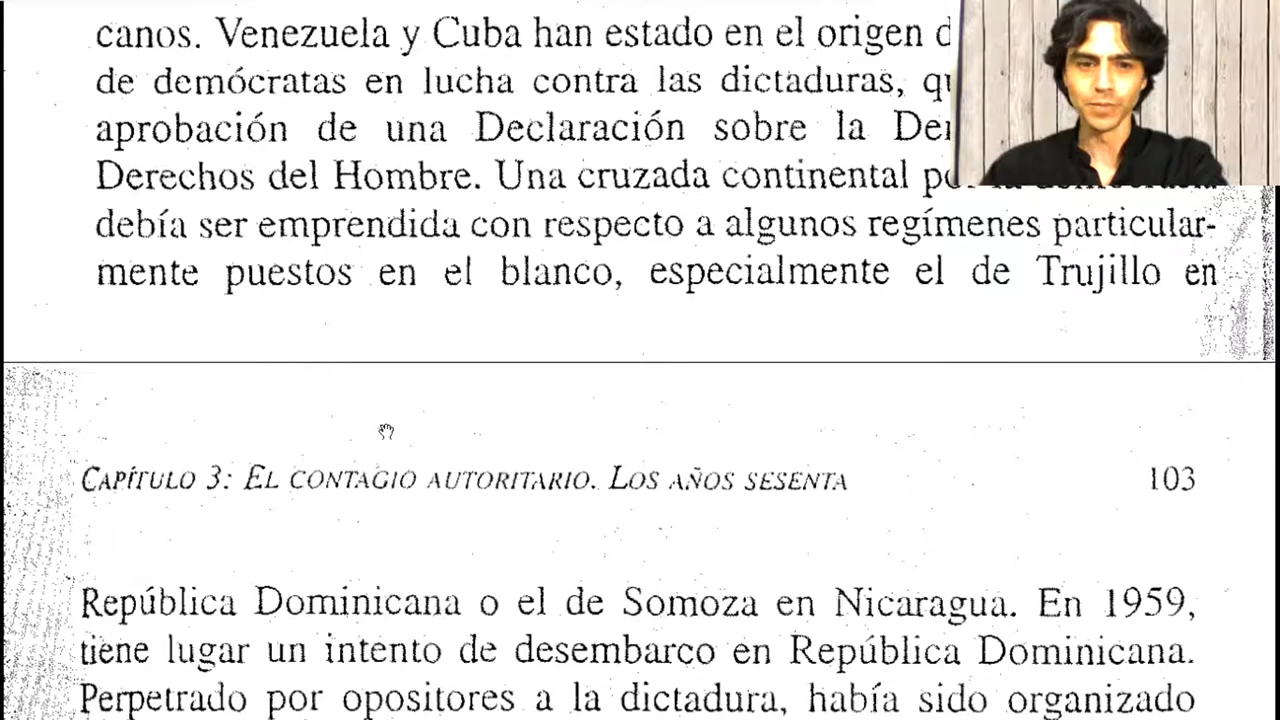 canos. Venezuela y Cuba han estado en el origen
de demócratas en lucha contra las dictaduras,
aprobación de una Declaración sobre la
Derechos del Hombre. Una cruzada continental
debía ser emprendida con respecto a algunos regímenes particular-
mente puestos en el blanco, especialmente el de Trujillo en
CAPÍTULO 3: EL CONTAGIO AUTORITARIO. LOS AÑOS SESENTA 103
República Dominicana o el de Somoza en Nicaragua. En 1959,
tiene lugar un intento de desembarco en República Dominicana.
Perpetrado por opositores a la dictadura, había sido organizado